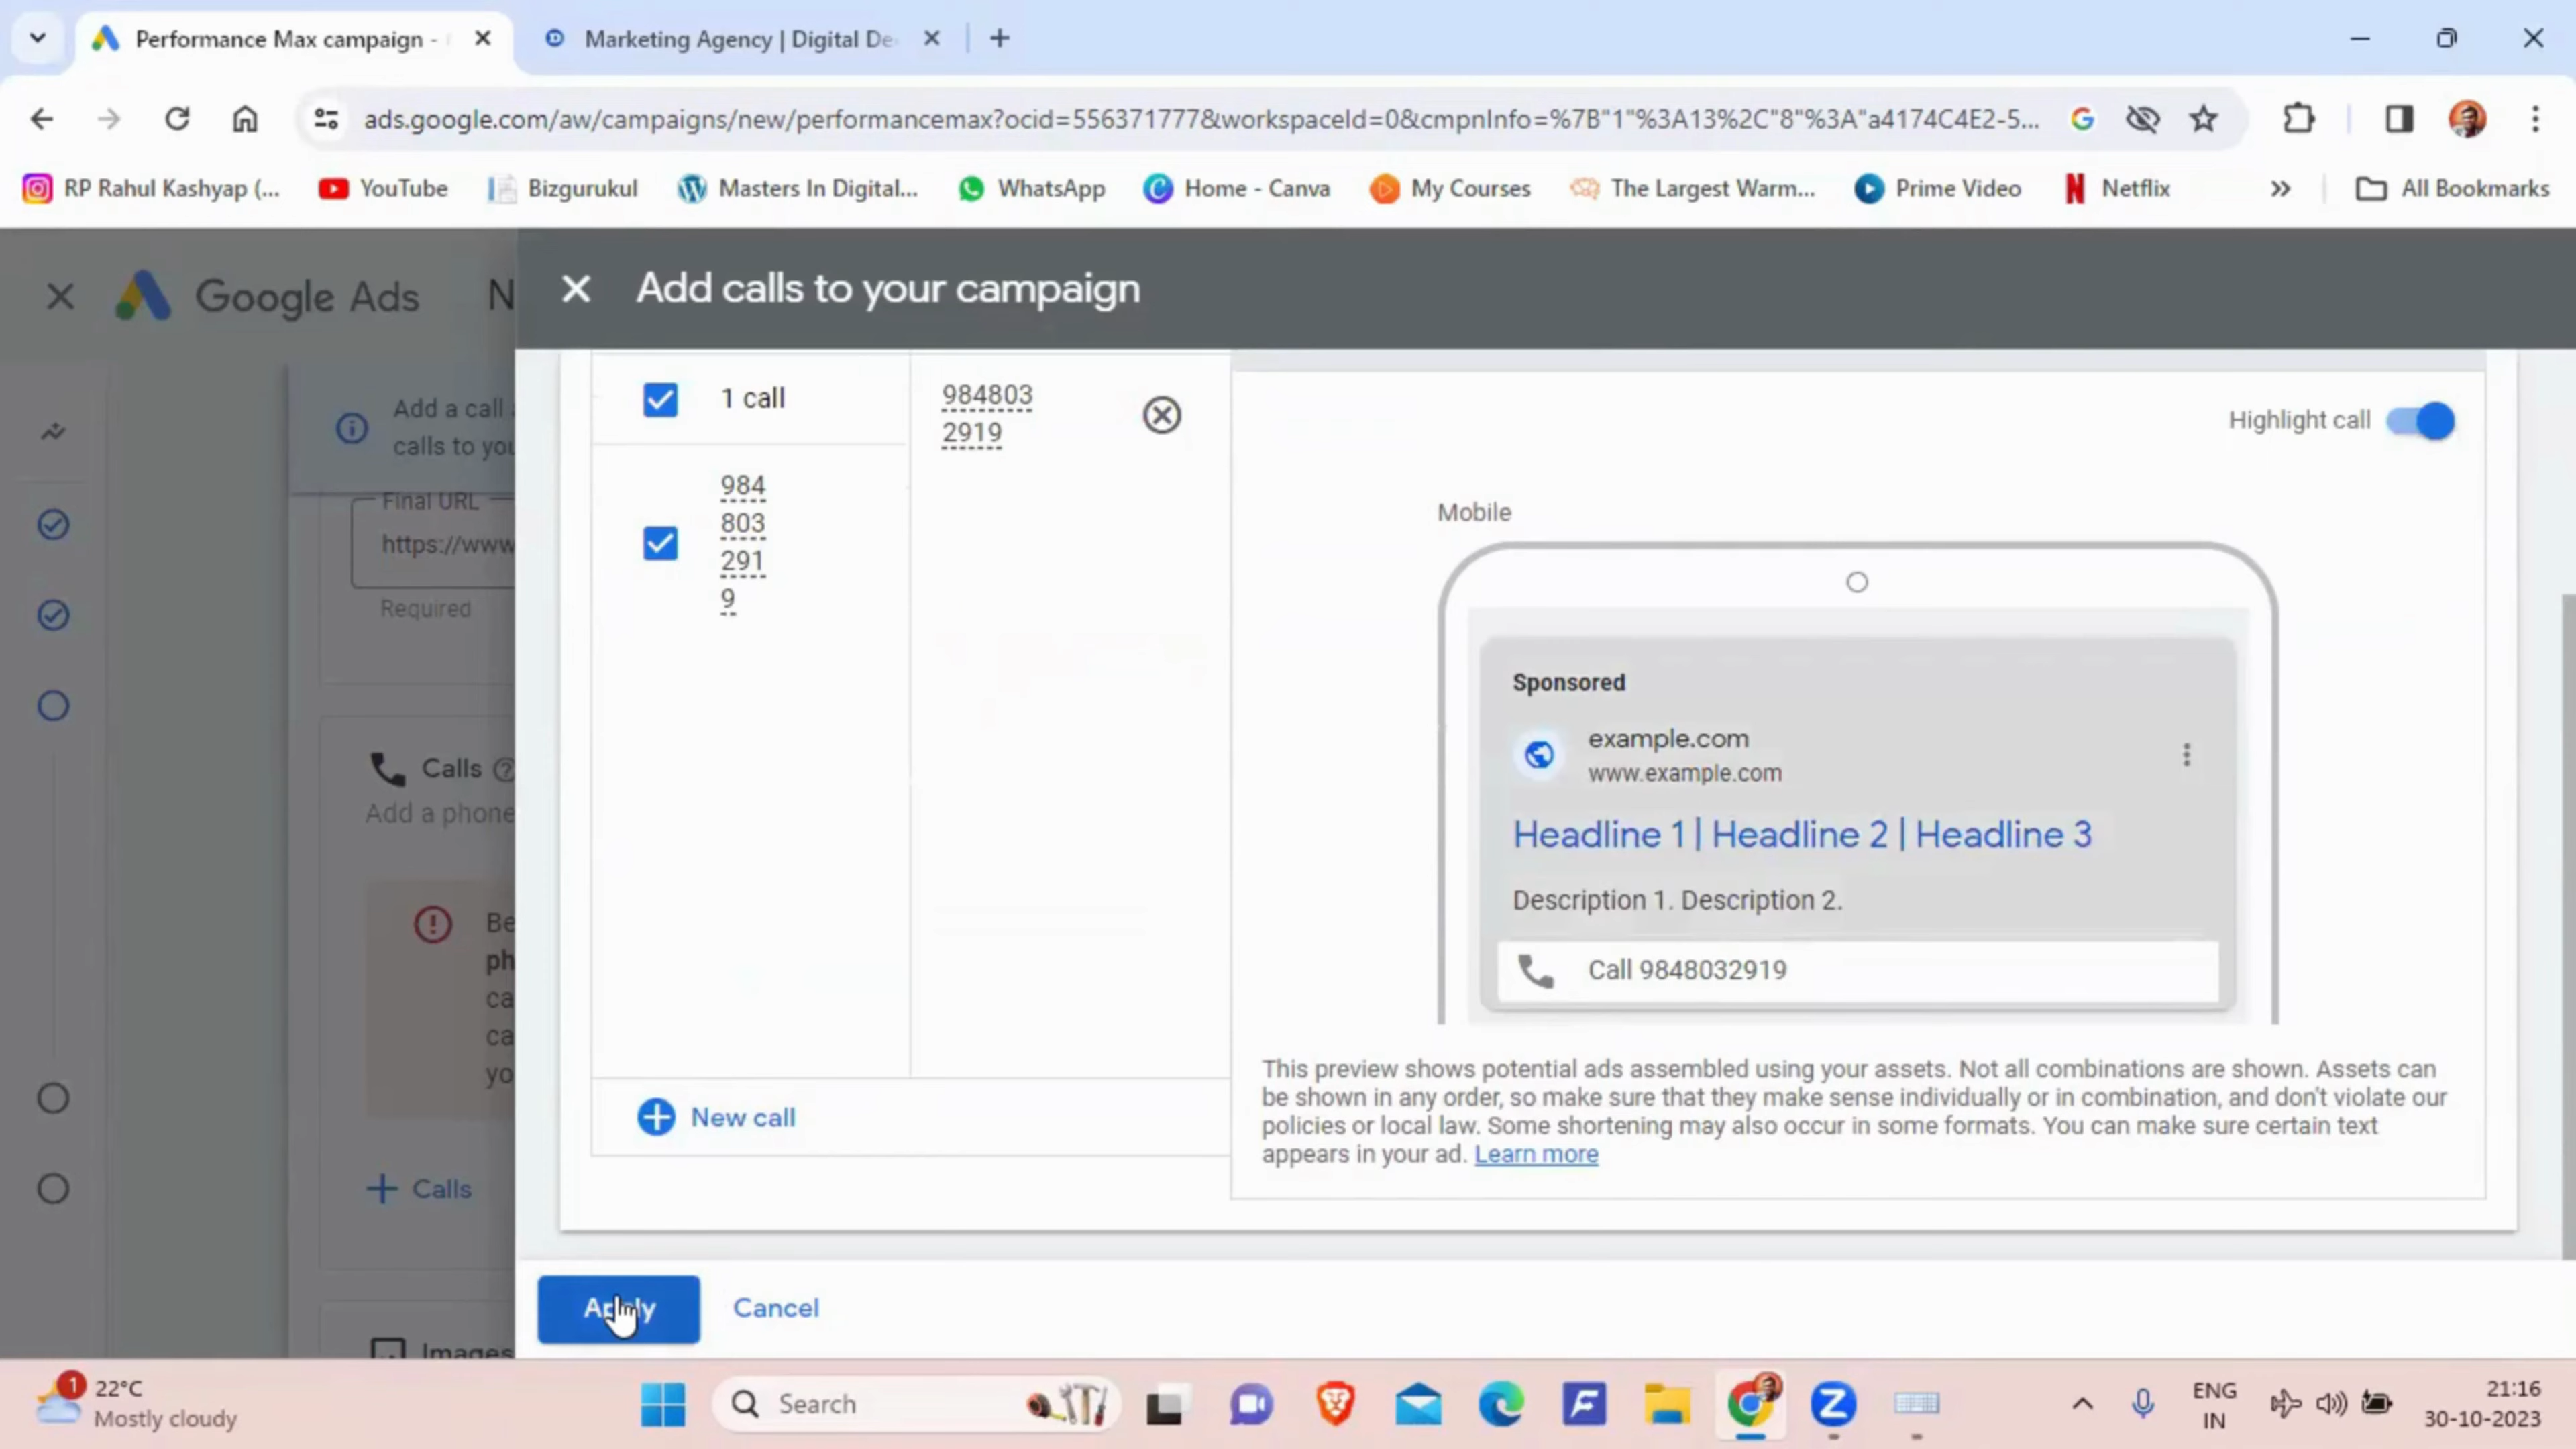 Performance Max campaign -
Marketing Agency | Digital De
ads.google.com/aw/campaigns/new/performancemax?ocid=556371777&workspaceId=0&cmpnInfo=%7B"1"%3A13%2C"8"%3A"a4174C4E2-5...
RP Rahul Kashyap (...
YouTube
Bizgurukul
Masters In Digital...
WhatsApp
Home - Canva
My Courses
The Largest Warm...
Prime Video
Netflix
All Bookmarks
Google Ads
N
Add calls to your campaign
Add a call
calls to you
Final URL
https://www
Required
Calls
Add a phone
Be
ph
ca
ca
yo
Calls
Images
1 call
984803
2919
984
803
291
9
New call
Highlight call
Mobile
Sponsored
example.com
www.example.com
Headline 1 | Headline 2 | Headline 3
Description 1. Description 2.
Call 9848032919
This preview shows potential ads assembled using your assets. Not all combinations are shown. Assets can
be shown in any order, so make sure that they make sense individually or in combination, and don't violate our
policies or local law. Some shortening may also occur in some formats. You can make sure certain text
appears in your ad. Learn more
Apply
Cancel
1
22°C
Mostly cloudy
Search
ENG
IN
21:16
30-10-2023